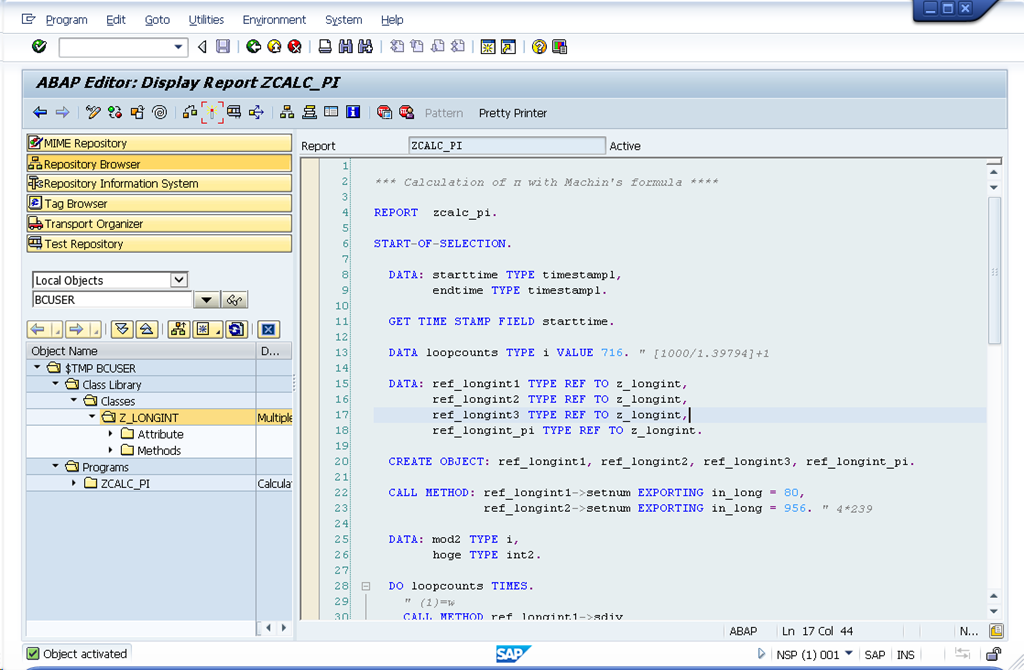 Program Edit Goto Utilities Environment System Help
ABAP Editor: Display Report ZCALC_PI
Pattern Pretty Printer
MIME Repository
Repository Browser
Repository Information System
Tag Browser
Transport Organizer
Test Repository
Local Objects
BCUSER
Object Name D...
$TMP BCUSER
Class Library
Classes
Z_LONGINT Multiple
Attribute
Methods
Programs
ZCALC_PI Calcula
Report ZCALC_PI Active
1
2 *** Calculation of π with Machin's formula ****
3
4 REPORT zcalc_pi.
5
6 START-OF-SELECTION.
7
8 DATA: starttime TYPE timestampl,
9 endtime TYPE timestampl.
10
11 GET TIME STAMP FIELD starttime.
12
13 DATA loopcounts TYPE i VALUE 716. " [1000/1.39794]+1
14
15 DATA: ref_longint1 TYPE REF TO z_longint,
16 ref_longint2 TYPE REF TO z_longint,
17 ref_longint3 TYPE REF TO z_longint,
18 ref_longint_pi TYPE REF TO z_longint.
19
20 CREATE OBJECT: ref_longint1, ref_longint2, ref_longint3, ref_longint_pi.
21
22 CALL METHOD: ref_longint1->setnum EXPORTING in_long = 80,
23 ref_longint2->setnum EXPORTING in_long = 956. " 4*239
24
25 DATA: mod2 TYPE i,
26 hoge TYPE int2.
27
28 DO loopcounts TIMES.
29 " (1)=w
30 CALL METHOD ref_longint1->sdiv
ABAP Ln 17 Col 44 N...
Object activated SAP NSP (1) 001 SAP INS